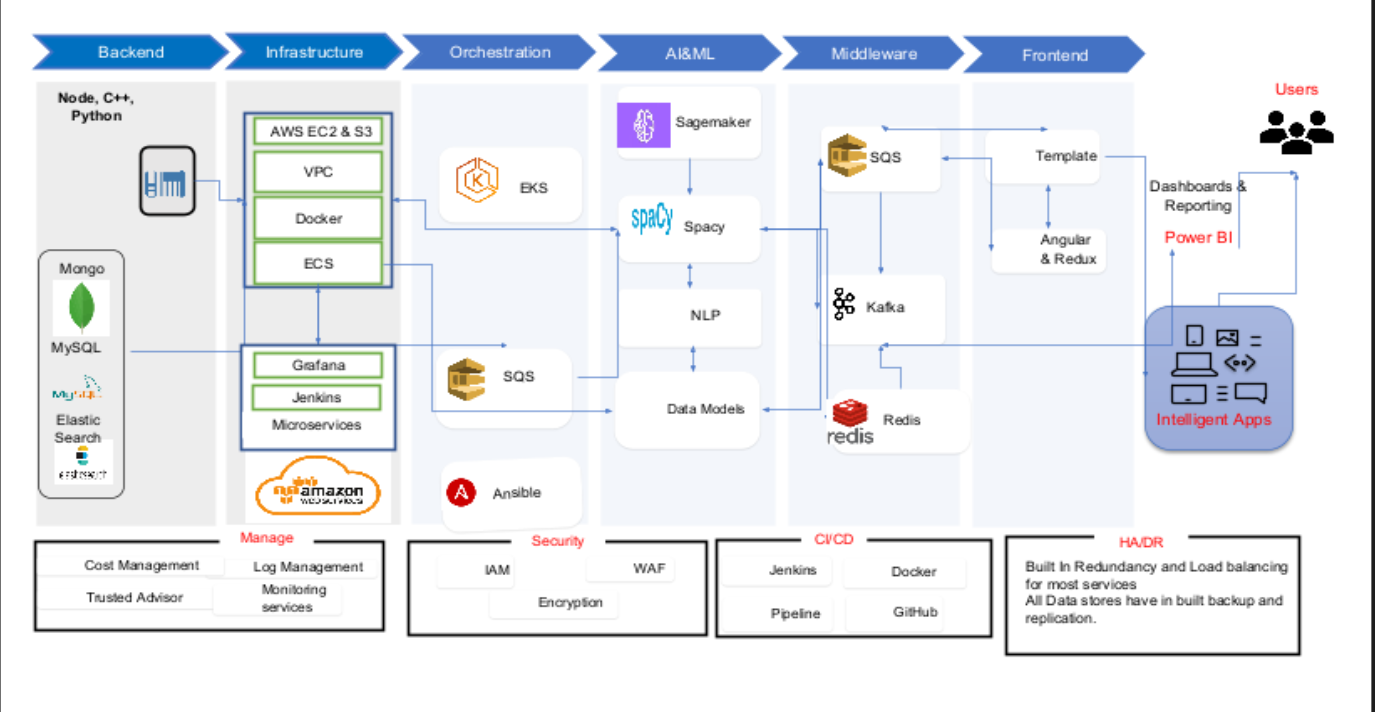 Backend
Infrastructure
Orchestration
AI&ML
Middleware
Frontend
Node, C++,
Python
Mongo
MySQL
MySQL
Elastic
Search
elasticsearch
AWS EC2 & S3
VPC
Docker
ECS
Grafana
Jenkins
Microservices
amazon
web services
EKS
SQS
Ansible
Sagemaker
spaCy
Spacy
NLP
Data Models
SQS
Kafka
redis
Redis
Template
Angular
& Redux
Users
Dashboards &
Reporting
Power BI
Intelligent Apps
Manage
Cost Management
Log Management
Trusted Advisor
Monitoring
services
Security
IAM
WAF
Encryption
CI/CD
Jenkins
Docker
Pipeline
GitHub
HA/DR
Built In Redundancy and Load balancing
for most services
All Data stores have in built backup and
replication.